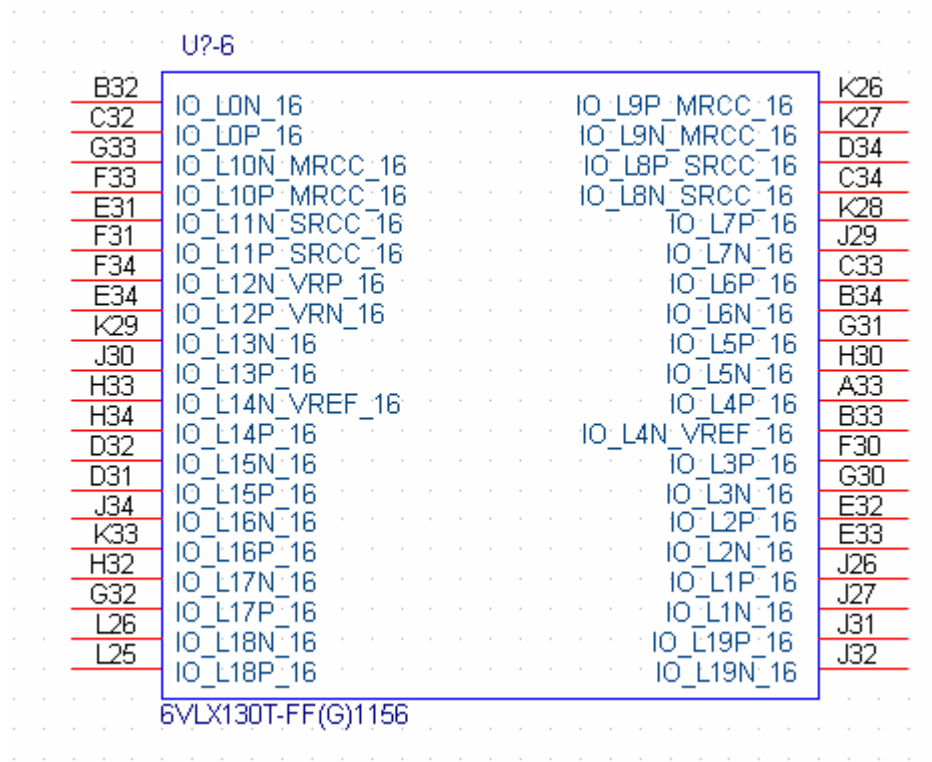 U?-6
B32 IO_L0N_16 IO_L9P_MRCC_16 K26
C32 IO_L0P_16 IO_L9N_MRCC_16 K27
G33 IO_L10N_MRCC_16 IO_L8P_SRCC_16 D34
F33 IO_L10P_MRCC_16 IO_L8N_SRCC_16 C34
E31 IO_L11N_SRCC_16 IO_L7P_16 K28
F31 IO_L11P_SRCC_16 IO_L7N_16 J29
F34 IO_L12N_VRP_16 IO_L6P_16 C33
E34 IO_L12P_VRN_16 IO_L6N_16 B34
K29 IO_L13N_16 IO_L5P_16 G31
J30 IO_L13P_16 IO_L5N_16 H30
H33 IO_L14N_VREF_16 IO_L4P_16 A33
H34 IO_L14P_16 IO_L4N_VREF_16 B33
D32 IO_L15N_16 IO_L3P_16 F30
D31 IO_L15P_16 IO_L3N_16 G30
J34 IO_L16N_16 IO_L2P_16 E32
K33 IO_L16P_16 IO_L2N_16 E33
H32 IO_L17N_16 IO_L1P_16 J26
G32 IO_L17P_16 IO_L1N_16 J27
L26 IO_L18N_16 IO_L19P_16 J31
L25 IO_L18P_16 IO_L19N_16 J32
6VLX130T-FF(G)1156